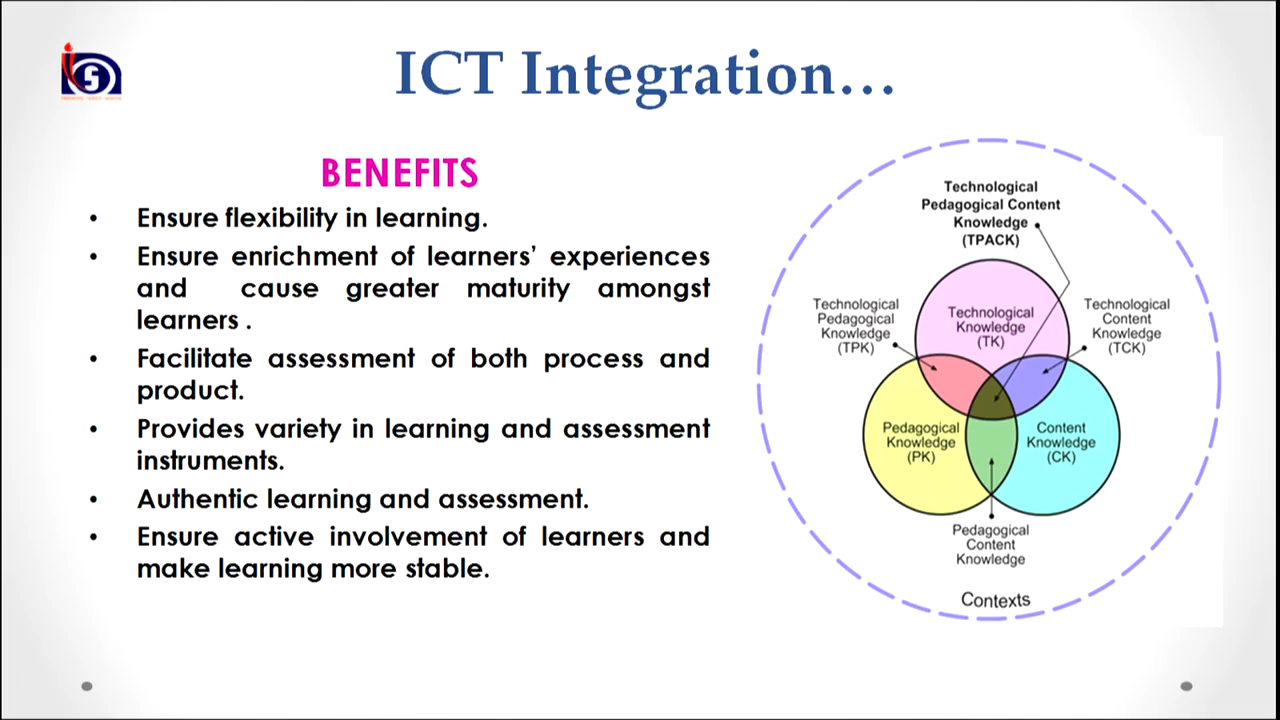 ICT Integration...
BENEFITS
• Ensure flexibility in learning.
• Ensure enrichment of learners’ experiences
and cause greater maturity amongst
learners .
• Facilitate assessment of both process and
product.
• Provides variety in learning and assessment
instruments.
• Authentic learning and assessment.
• Ensure active involvement of learners and
make learning more stable.
Technological
Pedagogical Content
Knowledge
(TPACK)
Technological
Pedagogical
Knowledge
(TPK)
Technological
Knowledge
(TK)
Technological
Content
Knowledge
(TCK)
Pedagogical
Knowledge
(PK)
Content
Knowledge
(CK)
Pedagogical
Content
Knowledge
Contexts